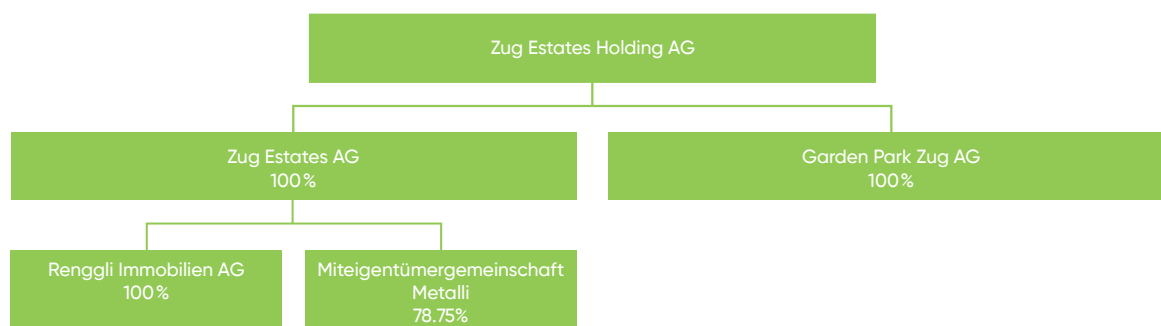 Zug Estates Holding AG
Zug Estates AG
100%
Garden Park Zug AG
100%
Renggli Immobilien AG
100%
Miteigentümergemeinschaft
Metalli
78.75%